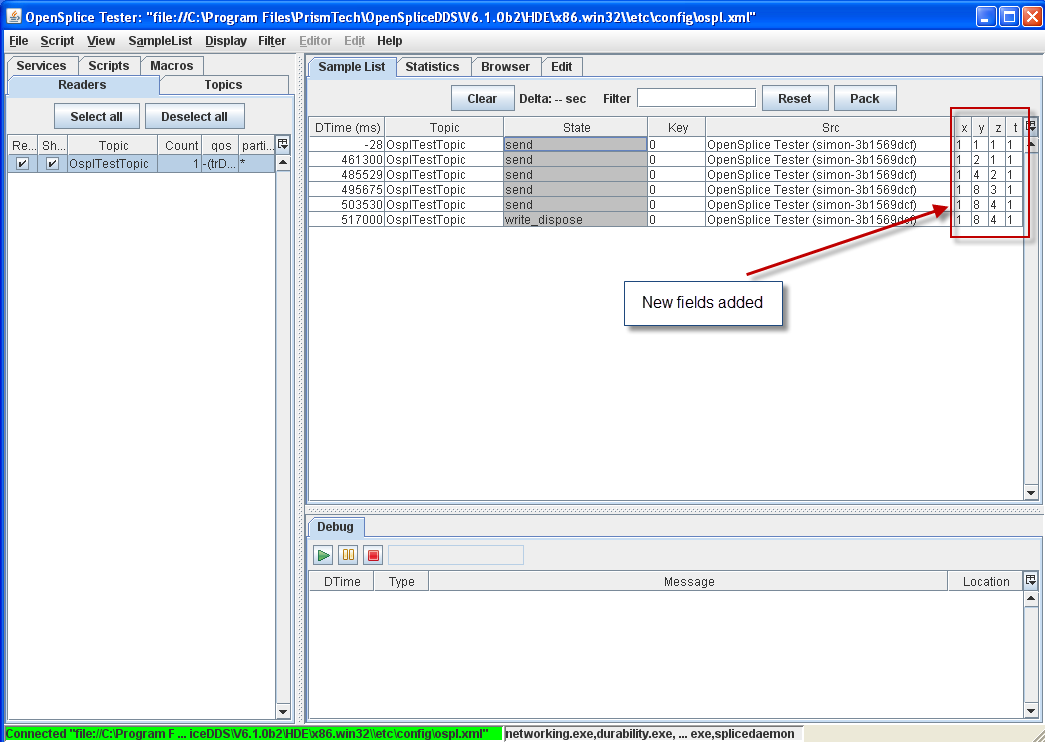 OpenSplice Tester: "file://C:\Program Files\PrismTech\OpenSpliceDDS\V6.1.0b2\HDE\x86.win32\\etc\config\ospl.xml"
File Script View SampleList Display Filter Editor Edit Help
Services Scripts Macros
Readers Topics
Select all Deselect all
Re... Sh... Topic Count qos parti...
OsplTestTopic 1 -(trD... *
Sample List Statistics Browser Edit
Clear Delta: -- sec Filter Reset Pack
DTime (ms) Topic State Key Src x y z t
-28 OsplTestTopic send 0 OpenSplice Tester (simon-3b1569dcf) 1 1 1 1
461300 OsplTestTopic send 0 OpenSplice Tester (simon-3b1569dcf) 1 2 1 1
485529 OsplTestTopic send 0 OpenSplice Tester (simon-3b1569dcf) 1 4 2 1
495675 OsplTestTopic send 0 OpenSplice Tester (simon-3b1569dcf) 1 8 3 1
503530 OsplTestTopic send 0 OpenSplice Tester (simon-3b1569dcf) 1 8 4 1
517000 OsplTestTopic write_dispose 0 OpenSplice Tester (simon-3b1569dcf) 1 8 4 1
New fields added
Debug
DTime Type Message Location
Connected "file://C:\Program F ... iceDDS\V6.1.0b2\HDE\x86.win32\\etc\config\ospl.xml" networking.exe,durability.exe, ... exe,splicedaemon